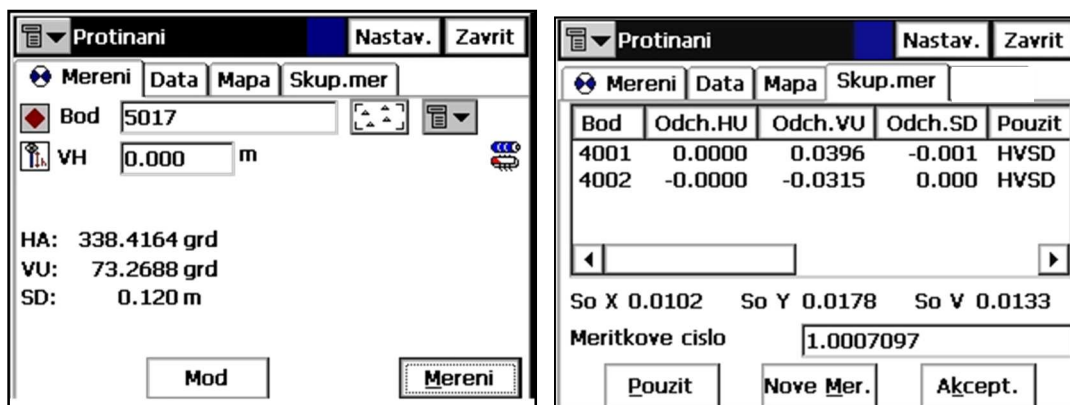 Protinani Nastav. Zavrit
Mereni Data Mapa Skup.mer
Bod 5017
VH 0.000 m
HA: 338.4164 grd
VU: 73.2688 grd
SD: 0.120 m
Mod Mereni
Protinani Nastav. Zavrit
Mereni Data Mapa Skup.mer
Bod Odch.HU Odch.VU Odch.SD Pouzit
4001 0.0000 0.0396 -0.001 HVSD
4002 -0.0000 -0.0315 0.000 HVSD
So X 0.0102 So Y 0.0178 So V 0.0133
Meritkove cislo 1.0007097
Pouzit Nove Mer. Akcept.